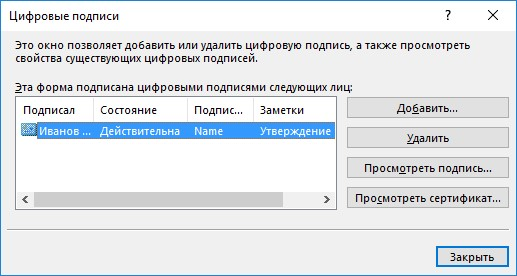 Цифровые подписи
?
Это окно позволяет добавить или удалить цифровую подпись, а также просмотреть
свойства существующих цифровых подписей.
Эта форма подписана цифровыми подписями следующих лиц:
Подписал Состояние Подпис... Заметки
Иванов ... Действительна Name Утверждение
Добавить...
Удалить
Просмотреть подпись...
Просмотреть сертификат...
Закрыть